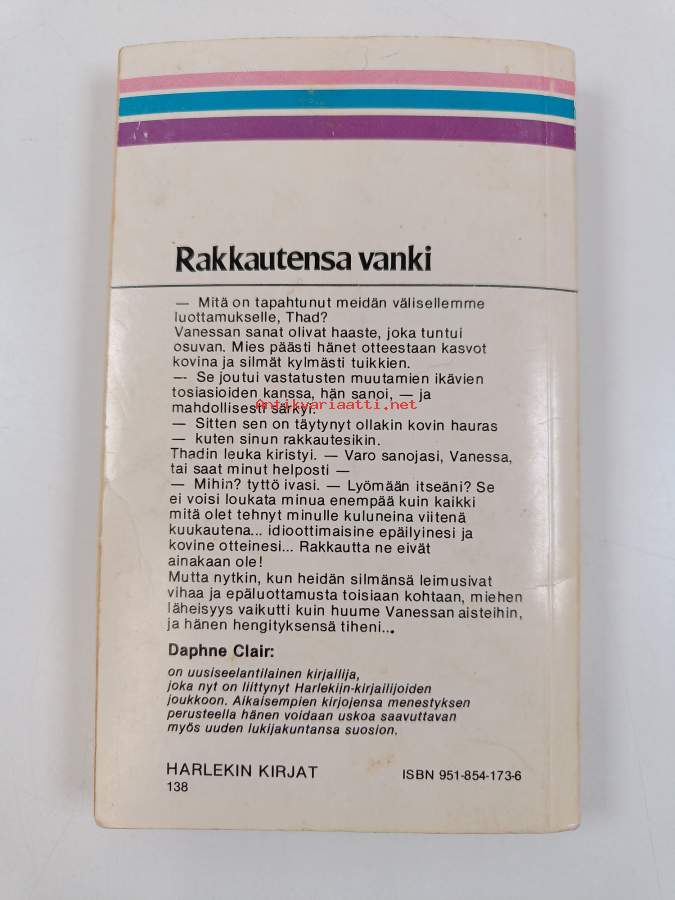 Rakkautensa vanki
— Mitä on tapahtunut meidän välisellemme
luottamukselle, Thad?
Vanessan sanat olivat haaste, joka tuntui
osuvan. Mies päästi hänet otteestaan kasvot
kovina ja silmät kylmästi tuikkien.
— Se joutui vastatusten muutamien ikävien
tosiasioiden kanssa, hän sanoi, — ja
mahdollisesti särkyi.
Antikvariaatti.net
— Sitten sen on täytynyt ollakin kovin hauras
— kuten sinun rakkautesikin.
Thadin leuka kiristyi. — Varo sanojasi, Vanessa,
tai saat minut helposti —
— Mihin? tyttö ivasi. — Lyömään itseäni? Se
ei voisi loukata minua enempää kuin kaikki
mitä olet tehnyt minulle kuluneina viitenä
kuukautena... idioottimaisine epäilyinesi ja
kovine otteinesi... Rakkautta ne eivät
ainakaan ole!
Mutta nytkin, kun heidän silmänsä leimusivat
vihaa ja epäluottamusta toisiaan kohtaan, miehen
läheisyys vaikutti kuin huume Vanessan aisteihin,
ja hänen hengityksensä tiheni...
Daphne Clair:
on uusiseelantilainen kirjailija,
joka nyt on liittynyt Harlekiin-kirjailijoiden
joukkoon. Aikaisempien kirjojensa menestyksen
perusteella hänen voidaan uskoa saavuttavan
myös uuden lukijakuntansa suosion.
HARLEKIN KIRJAT
ISBN 951-854-173-6
138